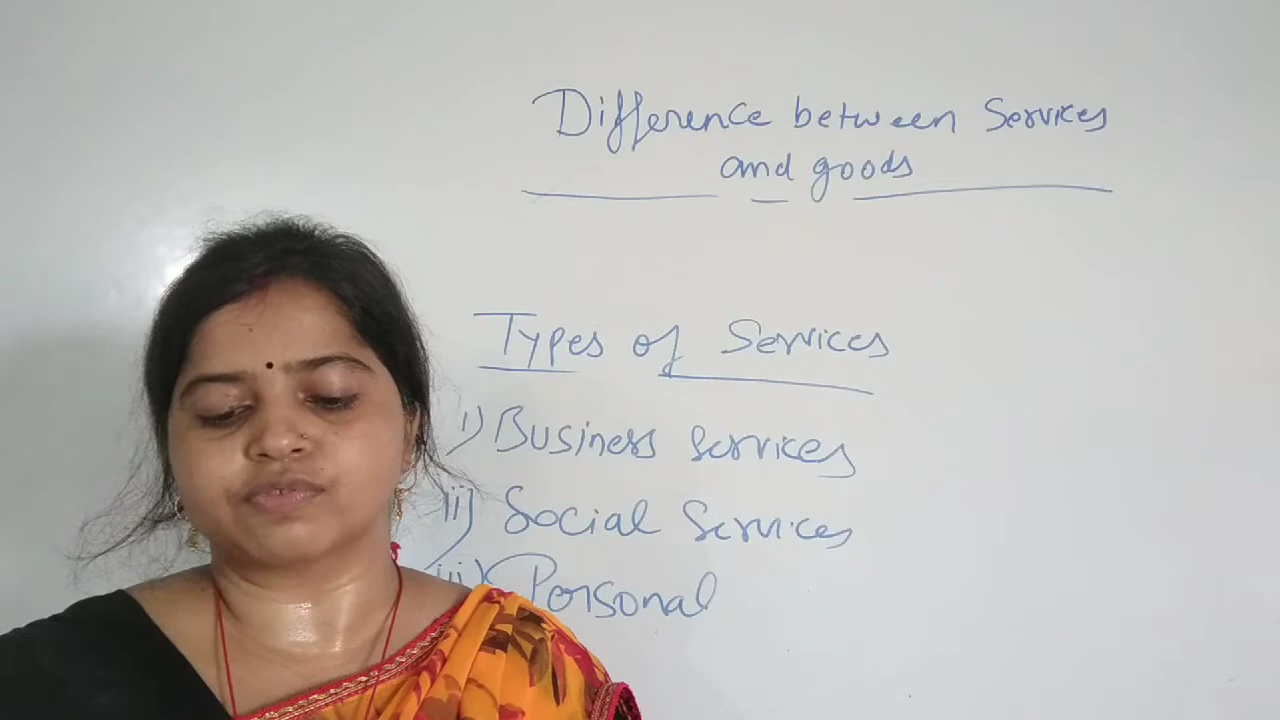 Difference between Services
and goods
Types of Services
i) Business services
ii) Social Services
iii) Personal